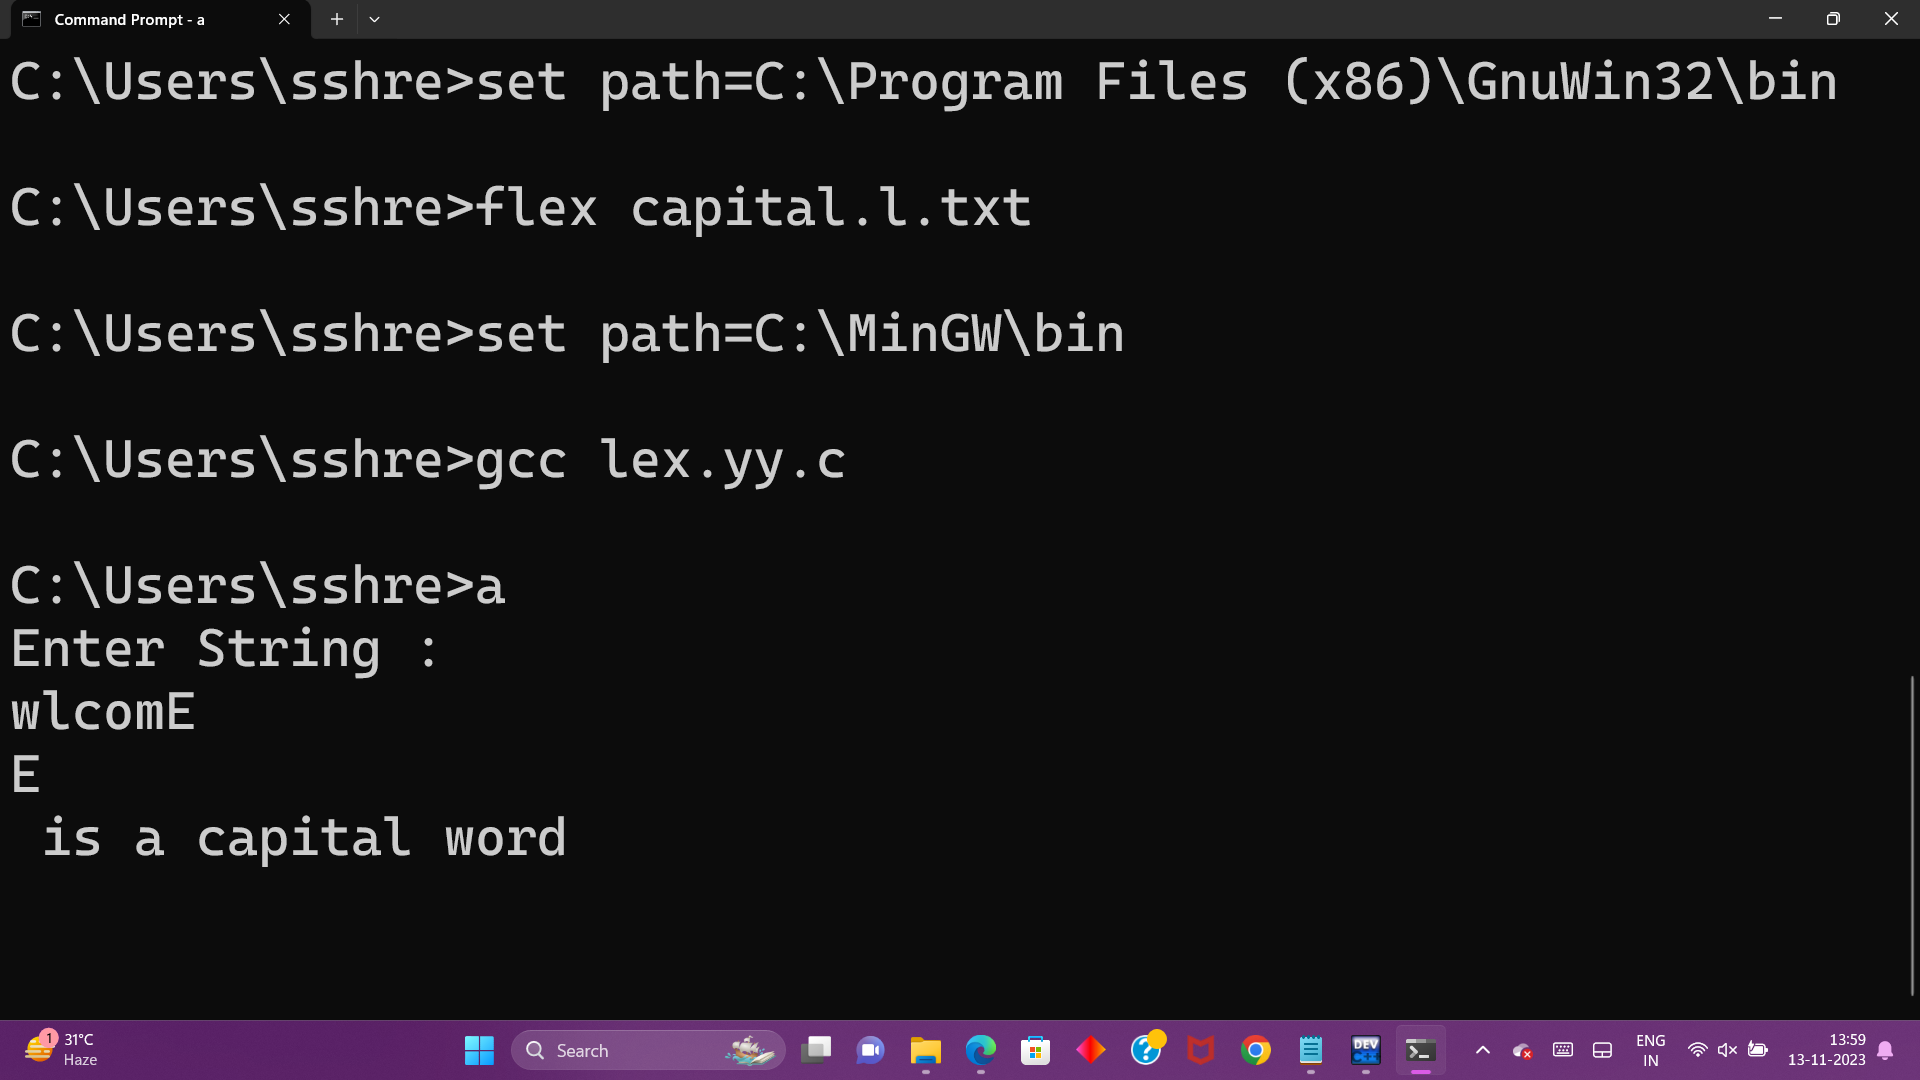 Command Prompt - a
C:\Users\sshre>set path=C:\Program Files (x86)\GnuWin32\bin
C:\Users\sshre>flex capital.l.txt
C:\Users\sshre>set path=C:\MinGW\bin
C:\Users\sshre>gcc lex.yy.c
C:\Users\sshre>a
Enter String :
wlcomE
E
 is a capital word
1
31°C
Haze
Search
DEV
ENG
IN
13:59
13-11-2023